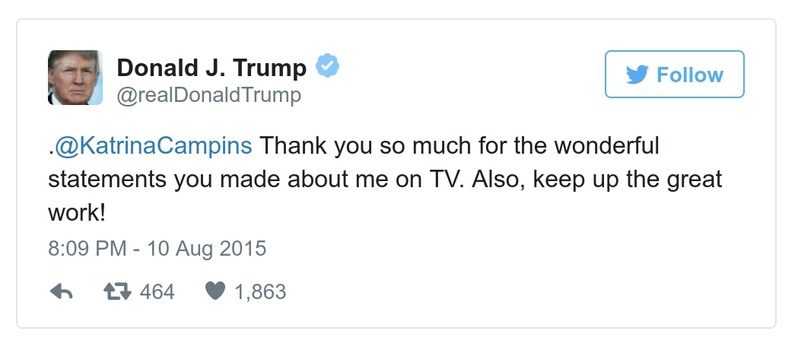 Donald J. Trump
@realDonaldTrump
Follow
.@KatrinaCampins Thank you so much for the wonderful
statements you made about me on TV. Also, keep up the great
work!
8:09 PM - 10 Aug 2015
464 1,863